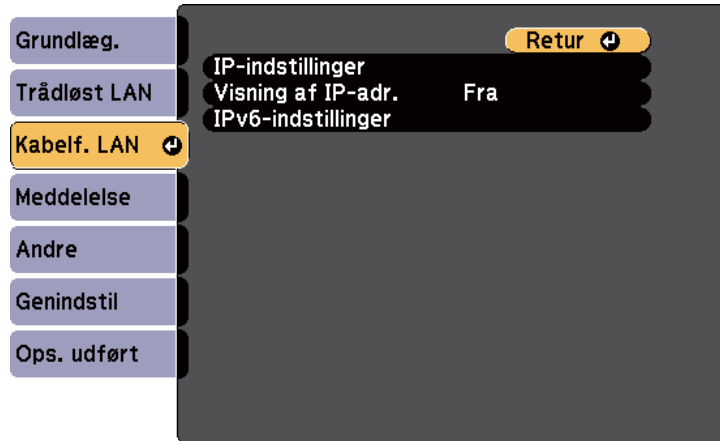 Grundlæg.
Trådløst LAN
Kabelf. LAN
Meddelelse
Andre
Genindstil
Ops. udført
Retur
IP-indstillinger
Visning af IP-adr. Fra
IPv6-indstillinger